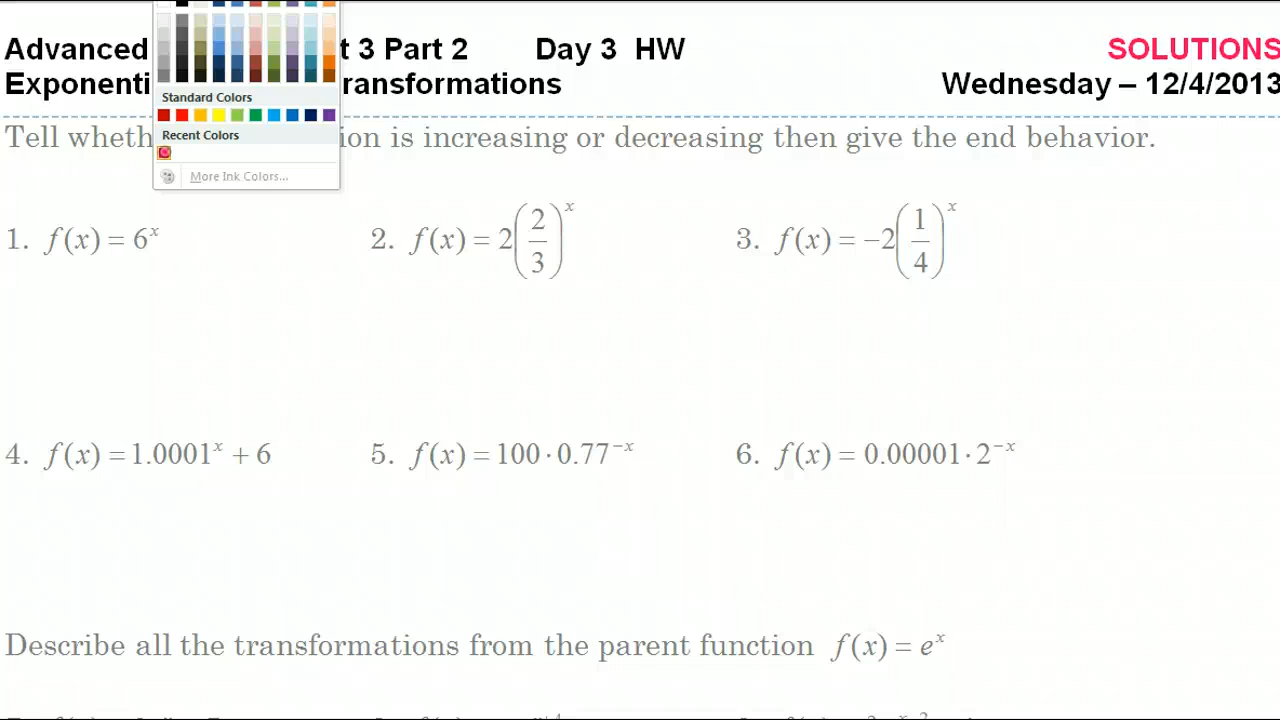 Advanced t 3 Part 2 Day 3 HW SOLUTIONS
Exponenti ransformations Wednesday – 12/4/2013
Standard Colors
Recent Colors
More Ink Colors...
Tell wheth ion is increasing or decreasing then give the end behavior.
1. f(x) = 6^x 2. f(x) = 2(2/3)^x 3. f(x) = −2(1/4)^x
4. f(x) = 1.0001^x + 6 5. f(x) = 100·0.77^−x 6. f(x) = 0.00001·2^−x
Describe all the transformations from the parent function f(x) = e^x